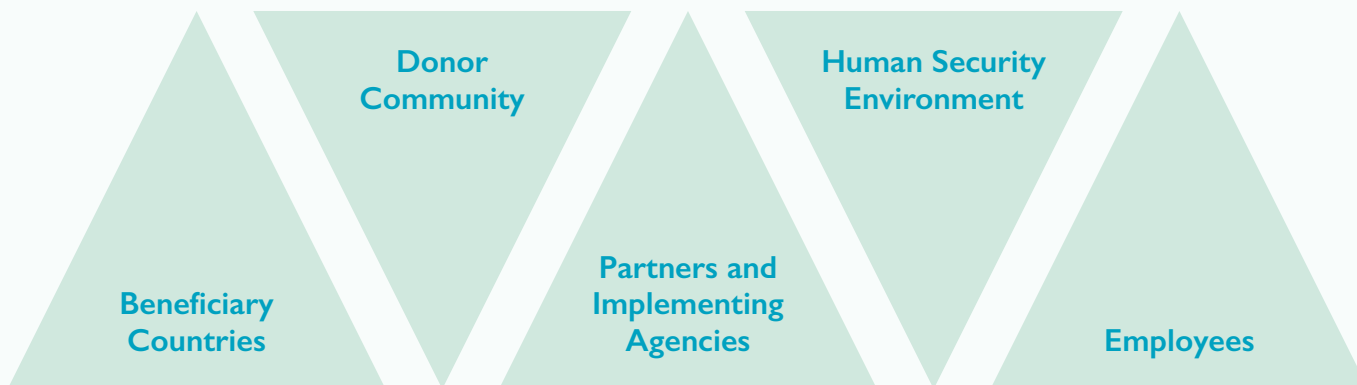 Donor
Community
Human Security
Environment
Beneficiary
Countries
Partners and
Implementing
Agencies
Employees